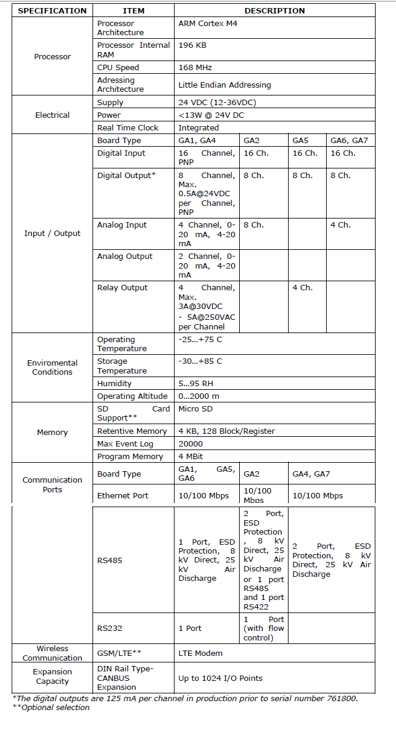 SPECIFICATION ITEM DESCRIPTION
Processor
Processor Architecture
ARM Cortex M4
Processor Internal RAM
196 KB
CPU Speed
168 MHz
Adressing Architecture
Little Endian Addressing
Electrical
Supply
24 VDC (12-36VDC)
Power
<13W @ 24V DC
Real Time Clock
Integrated
Input / Output
Board Type
GA1, GA4
GA2
GA5
GA6, GA7
Digital Input
16 Channel,
PNP
16 Ch.
16 Ch.
16 Ch.
Digital Output*
8 Channel,
Max.
0.5A@24VDC
per Channel,
PNP
8 Ch.
8 Ch.
8 Ch.
Analog Input
4 Channel, 0-
20 mA, 4-20
mA
8 Ch.
4 Ch.
Analog Output
2 Channel, 0-
20 mA, 4-20
mA
Relay Output
4 Channel,
Max.
3A@30VDC
- 5A@250VAC
per Channel
4 Ch.
Enviromental
Conditions
Operating
Temperature
-25...+75 C
Storage
Temperature
-30...+85 C
Humidity
5...95 RH
Operating Altitude
0...2000 m
Memory
SD Card
Support**
Micro SD
Retentive Memory
4 KB, 128 Block/Register
Max Event Log
20000
Program Memory
4 MBit
Communication
Ports
Board Type
GA1, GA5,
GA6
GA2
GA4, GA7
Ethernet Port
10/100 Mbps
10/100
Mbps
10/100 Mbps
RS485
1 Port, ESD
Protection, 8
kV Direct, 25
kV Air
Discharge
2 Port,
ESD
Protection
, 8 kV
Direct, 25
kV Air
Discharge
or 1 port
RS485
and 1 port
RS422
2 Port, ESD
Protection, 8 kV
Direct, 25 kV Air
Discharge
RS232
1 Port
1 Port
(with flow
control)
Wireless
Communication
GSM/LTE**
LTE Modem
Expansion
Capacity
DIN Rail Type-
CANBUS
Expansion
Up to 1024 I/O Points
*The digital outputs are 125 mA per channel in production prior to serial number 761800.
**Optional selection